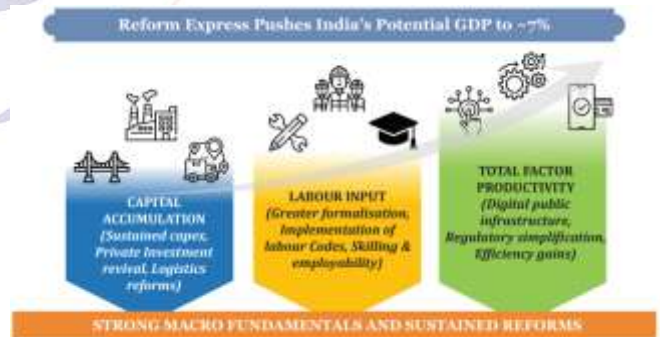 Reform Express Pushes India's Potential GDP to ~7%
CAPITAL
ACCUMULATION
(Sustained capex,
Private Investment
revival, Logistics
reforms)
LABOUR INPUT
(Greater formalisation,
Implementation of
labour Codes, Skilling &
employability)
TOTAL FACTOR
PRODUCTIVITY
(Digital public
infrastructure,
Regulatory simplification,
Efficiency gains)
STRONG MACRO FUNDAMENTALS AND SUSTAINED REFORMS